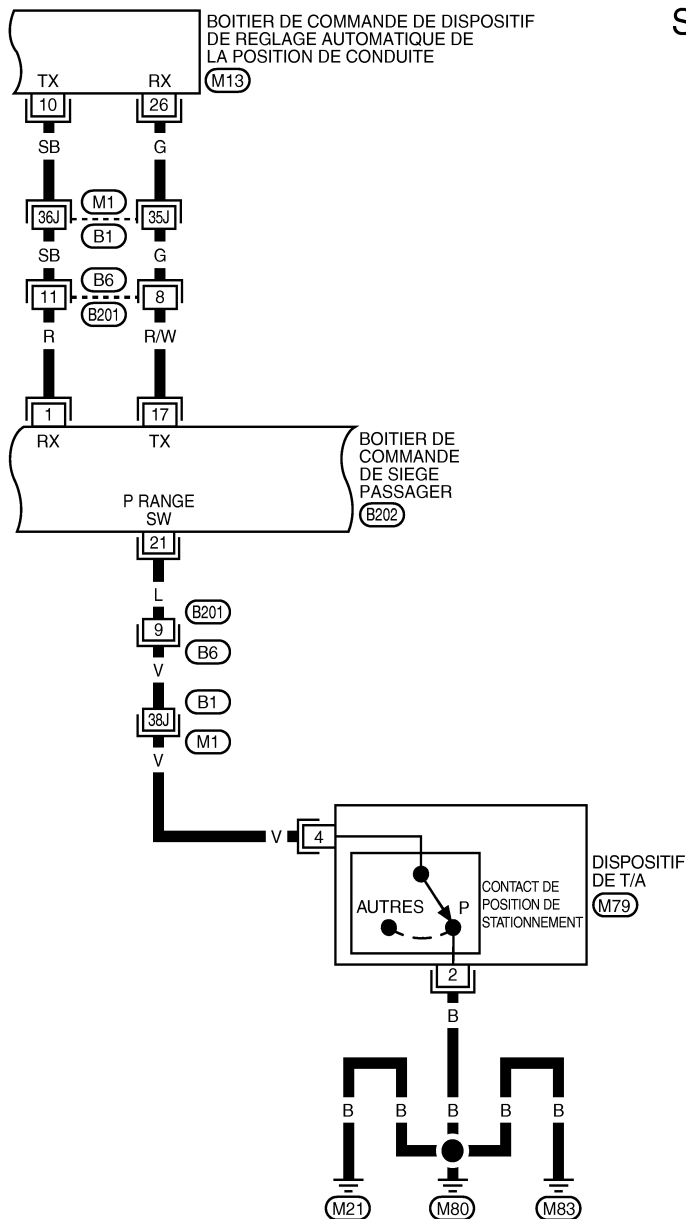 BOITIER DE COMMANDE DE DISPOSITIF
DE REGLAGE AUTOMATIQUE DE
LA POSITION DE CONDUITE
M13
S
TX RX
10 26
SB G
M1
36J 35J
B1
SB G
B6
11 8
B201
R R/W
1 17
RX TX
BOITIER DE
COMMANDE
DE SIEGE
PASSAGER
B202
P RANGE
SW
21
L
B201
9
B6
V
B1
38J
M1
V
V 4
DISPOSITIF
DE T/A
M79
CONTACT DE
POSITION DE
STATIONNEMENT
AUTRES P
2
B
B B B B B
M21 M80 M83